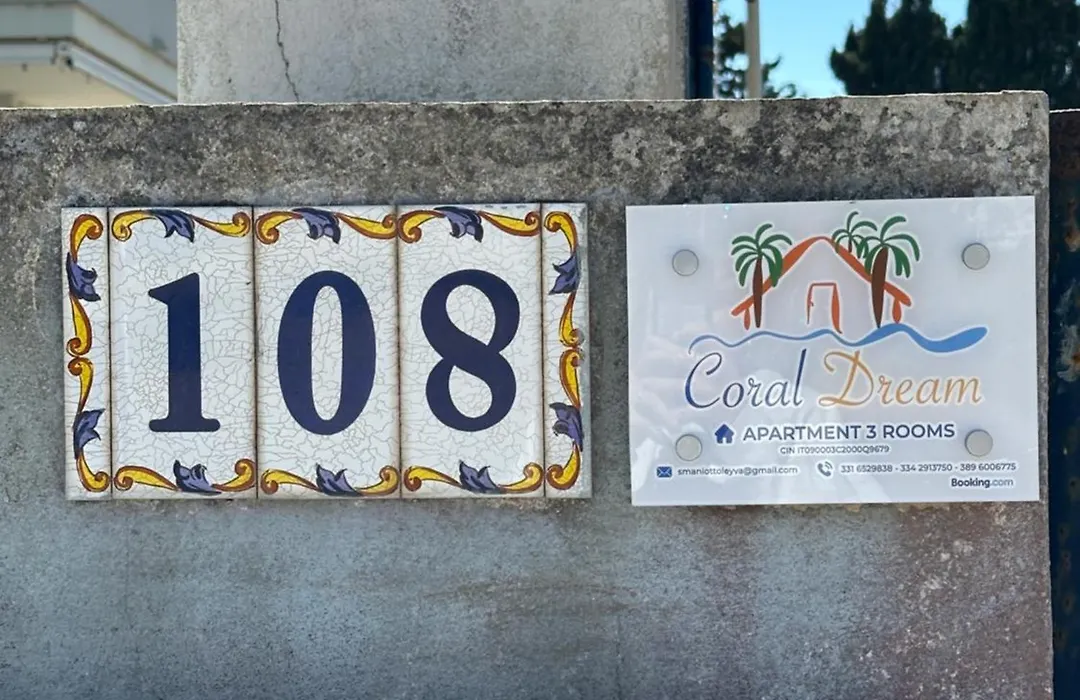 108
Coral Dream
APARTMENT 3 ROOMS
CIN IT090003C2000Q9679
smaniottoleyva@gmail.com 331 6529838 - 334 2913750 - 389 6006775
Booking.com